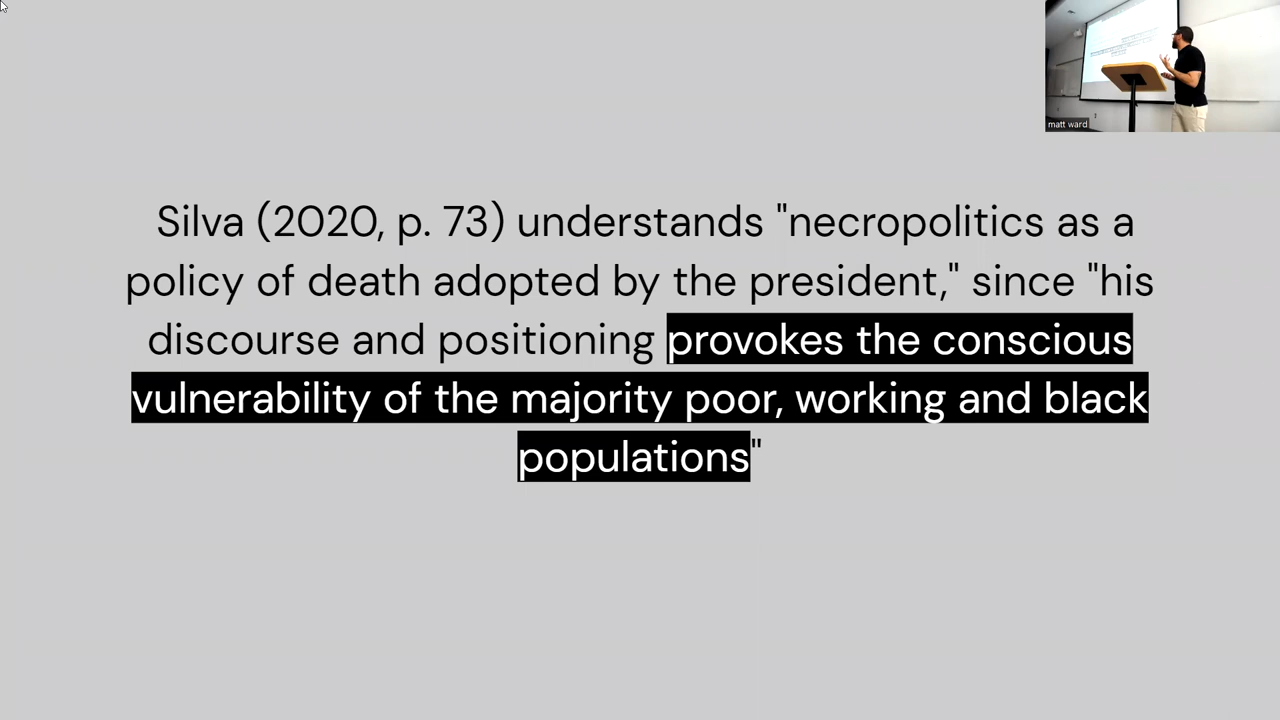 matt ward
Silva (2020, p. 73) understands "necropolitics as a
policy of death adopted by the president," since "his
discourse and positioning provokes the conscious
vulnerability of the majority poor, working and black
populations"